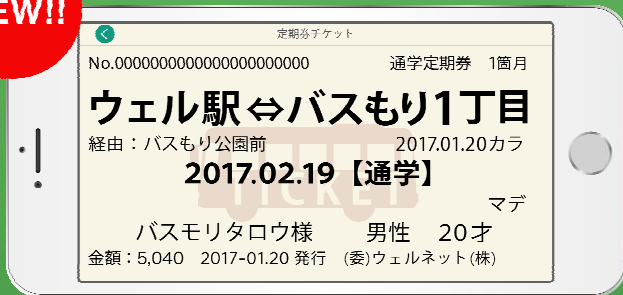 EW!!
定期券チケット
No.0000000000000000000000 通学定期券 1箇月
ウェル駅⇔バスもり1丁目
経由：バスもり公園前 2017.01.20カラ
2017.02.19【通学】
マデ
TICKET
バスモリタロウ様 男性 20才
金額：5,040 2017-01.20 発行 (委)ウェルネット(株)